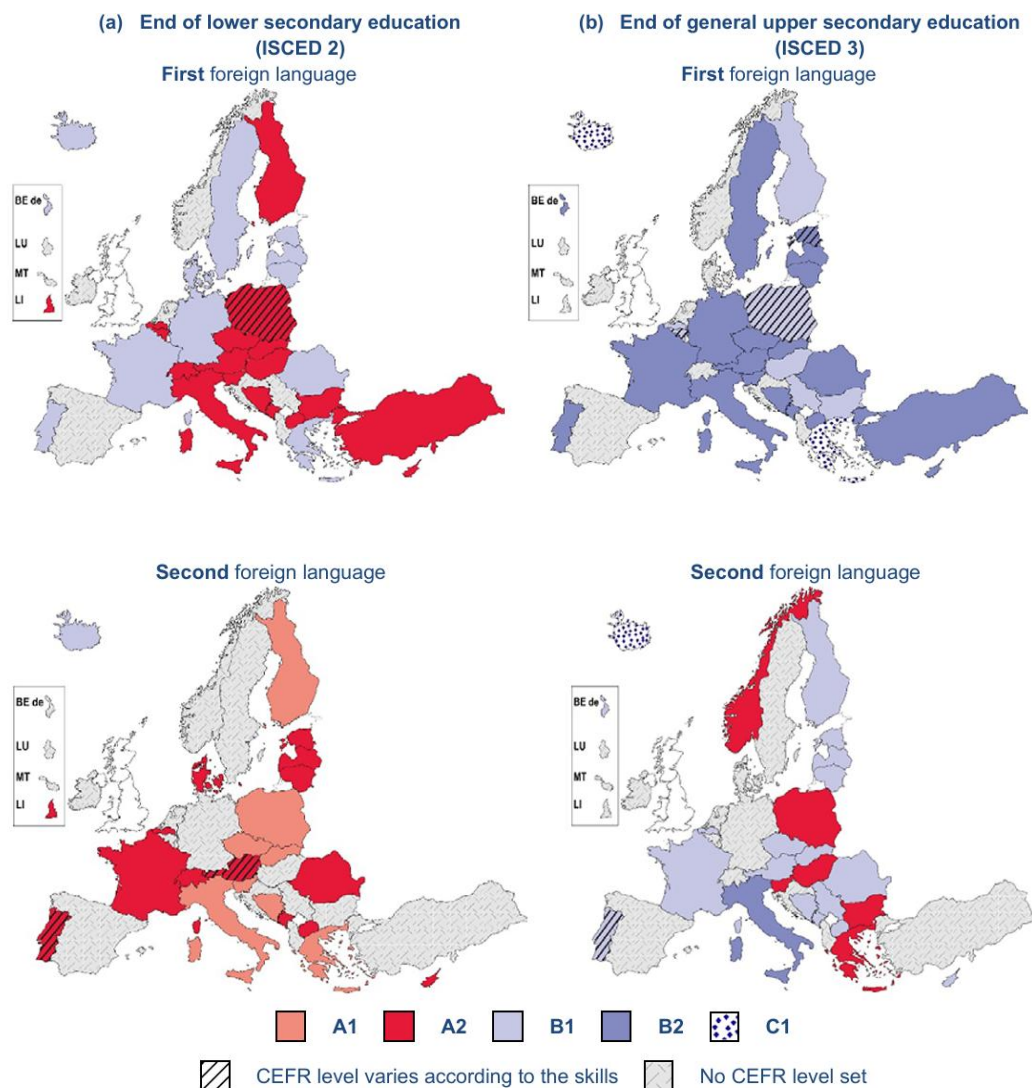 (a) End of lower secondary education
(ISCED 2)
First foreign language
(b) End of general upper secondary education
(ISCED 3)
First foreign language
BE de
LU
MT
LI
BE de
LU
MT
LI
Second foreign language
Second foreign language
BE de
LU
MT
LI
BE de
LU
MT
LI
A1 A2 B1 B2 C1
CEFR level varies according to the skills No CEFR level set